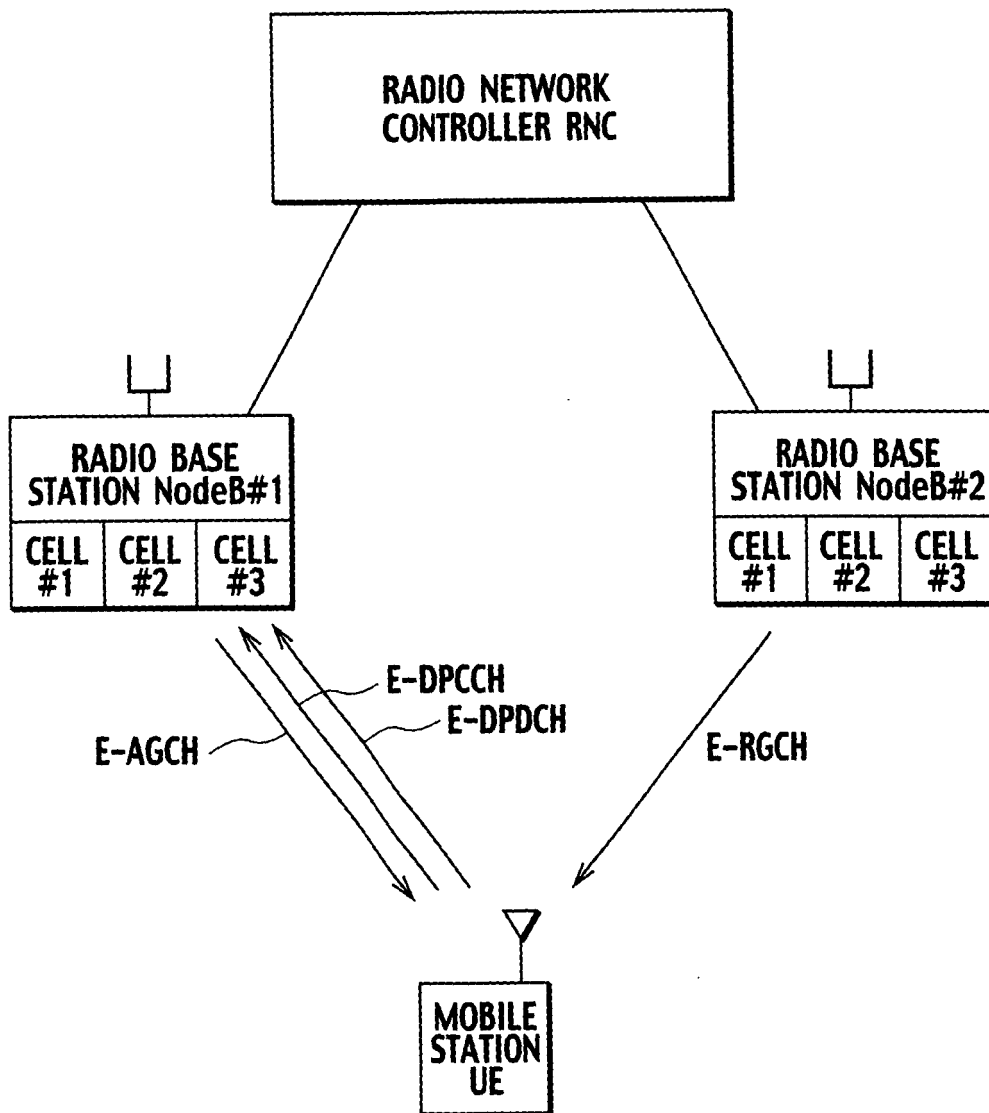 RADIO NETWORK
CONTROLLER RNC
RADIO BASE
STATION NodeB#1
CELL
#1
CELL
#2
CELL
#3
RADIO BASE
STATION NodeB#2
CELL
#1
CELL
#2
CELL
#3
E-DPCCH
E-DPDCH
E-AGCH
E-RGCH
MOBILE
STATION
UE